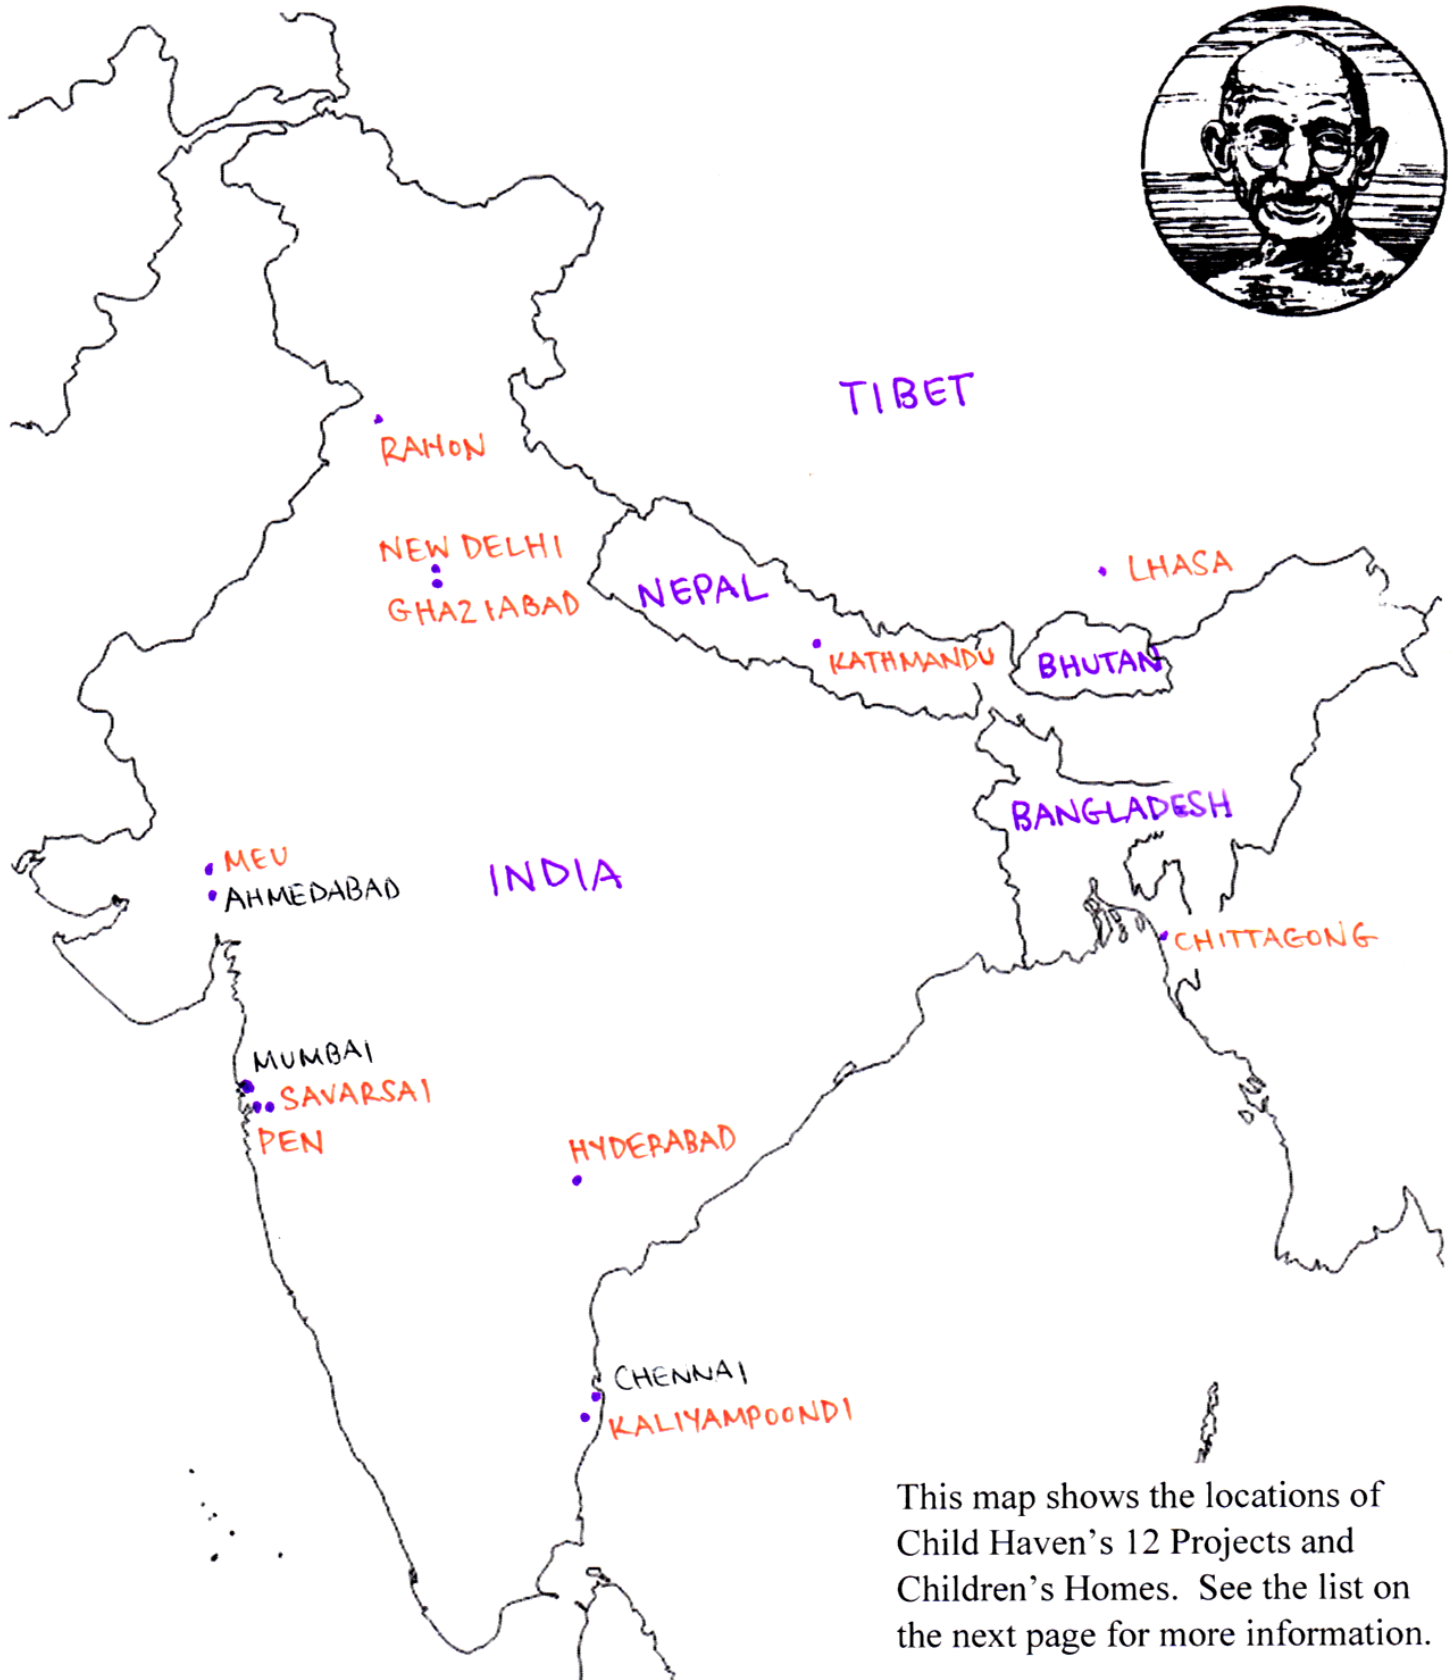 TIBET
RAHON
NEW DELHI
GHAZIABAD
NEPAL
LHASA
KATHMANDU
BHUTAN
BANGLADESH
MEU
AHMEDABAD
INDIA
CHITTAGONG
MUMBAI
SAVARSAI
PEN
HYDERABAD
CHENNAI
KALIYAMPOONDI
This map shows the locations of
Child Haven's 12 Projects and
Children's Homes. See the list on
the next page for more information.